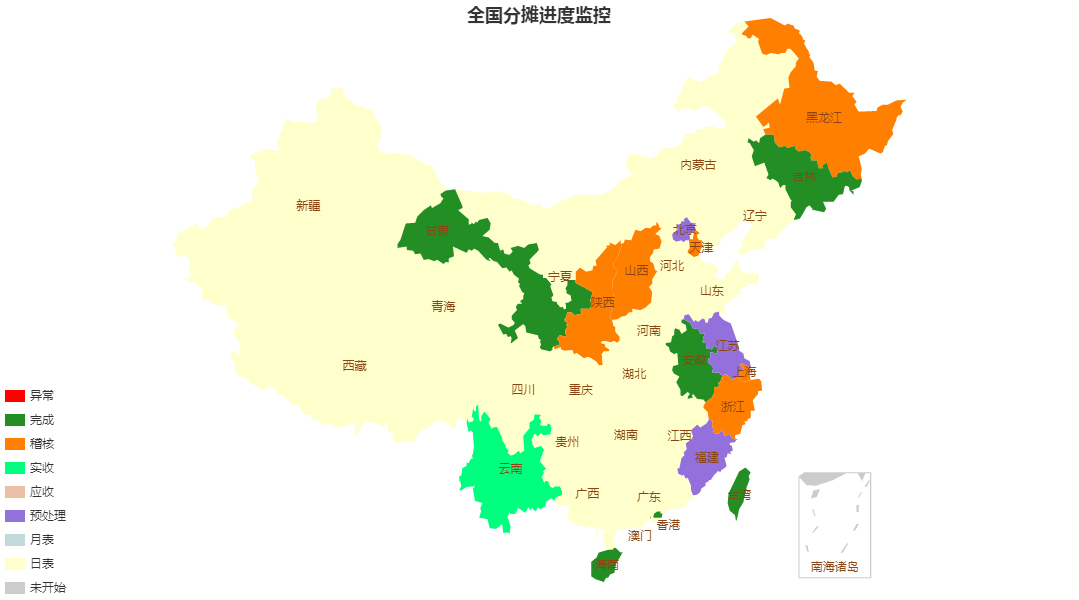 全国分摊进度监控
黑龙江
内蒙古
吉林
新疆
辽宁
甘肃
北京
天津
河北
山西
宁夏
山东
陕西
青海
河南
江苏
安徽
西藏
上海
湖北
四川
重庆
浙江
湖南
江西
贵州
福建
云南
广西
广东
台湾
香港
澳门
海南
南海诸岛
异常
完成
稽核
实收
应收
预处理
月表
日表
未开始